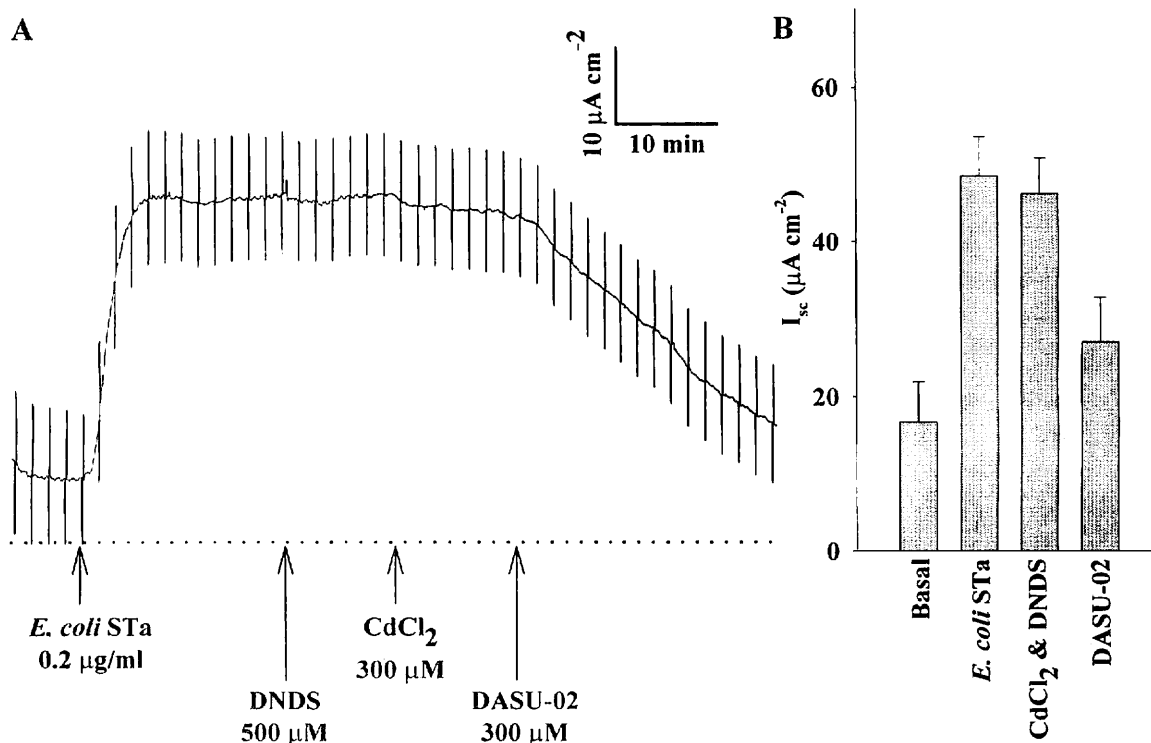 A
10 µA cm-2
10 min
E. coli STa
0.2 µg/ml
DNDS
500 µM
CdCl2
300 µM
DASU-02
300 µM
B
Isc (µA cm-2)
60
40
20
0
Basal
E. coli STa
CdCl2 & DNDS
DASU-02